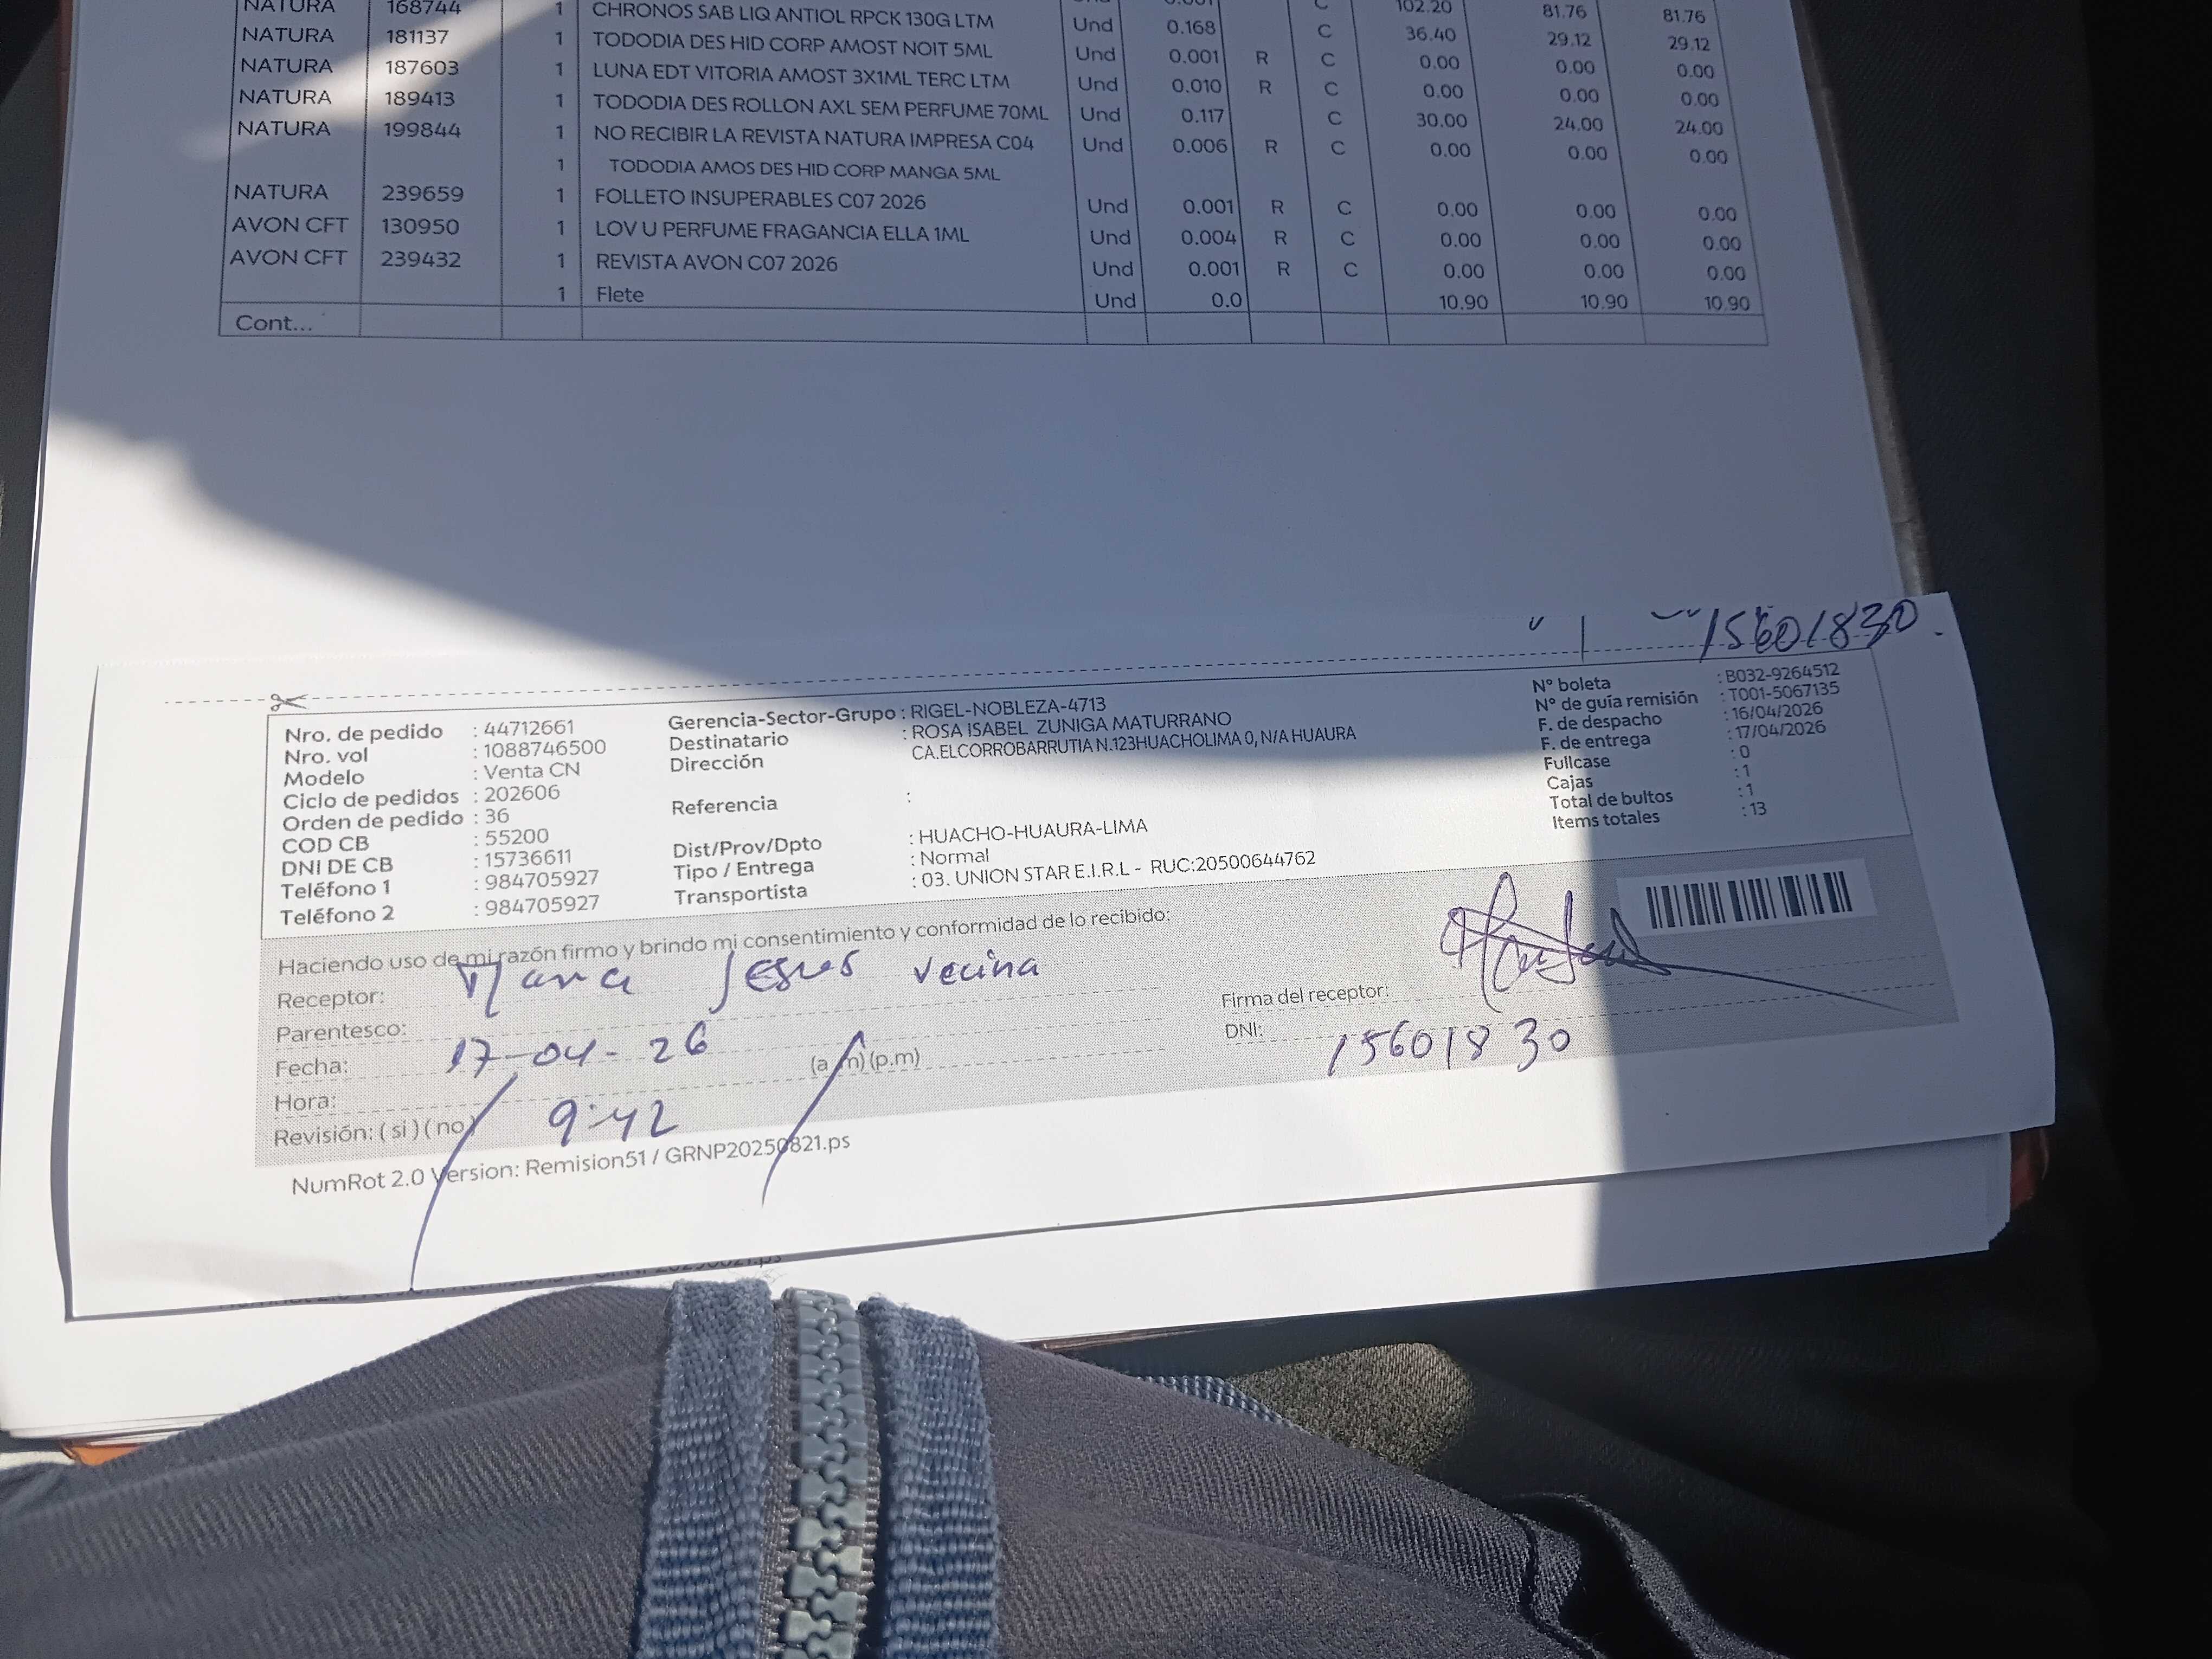 NATURA 168744 1 CHRONOS SAB LIQ ANTIOL RPCK 130G LTM Und 0.168 C 36.40 29.12 29.12
NATURA 181137 1 TODODIA DES HID CORP AMOST NOIT 5ML Und 0.001 R C 0.00 0.00 0.00
NATURA 187603 1 LUNA EDT VITORIA AMOST 3X1ML TERC LTM Und 0.010 R C 0.00 0.00 0.00
NATURA 189413 1 TODODIA DES ROLLON AXL SEM PERFUME 70ML Und 0.117 C 30.00 24.00 24.00
NATURA 199844 1 NO RECIBIR LA REVISTA NATURA IMPRESA C04 Und 0.006 R C 0.00 0.00 0.00
1 TODODIA AMOS DES HID CORP MANGA 5ML
NATURA 239659 1 FOLLETO INSUPERABLES C07 2026 Und 0.001 R C 0.00 0.00 0.00
AVON CFT 130950 1 LOV U PERFUME FRAGANCIA ELLA 1ML Und 0.004 R C 0.00 0.00 0.00
AVON CFT 239432 1 REVISTA AVON C07 2026 Und 0.001 R C 0.00 0.00 0.00
1 Flete Und 0.0 10.90 10.90 10.90
Cont...
15601830
Nro. de pedido : 44712661
Nro. vol : 1088746500
Modelo : Venta CN
Ciclo de pedidos : 202606
Orden de pedido : 36
COD CB : 55200
DNI DE CB : 15736611
Teléfono 1 : 984705927
Teléfono 2 : 984705927
Gerencia-Sector-Grupo : RIGEL-NOBLEZA-4713
Destinatario : ROSA ISABEL ZUNIGA MATURRANO
Dirección CA.ELCORROBARRUTIA N.123HUACHOLIMA 0, N/A HUAURA
Referencia :
Dist/Prov/Dpto : HUACHO-HUAURA-LIMA
Tipo / Entrega : Normal
Transportista : 03. UNION STAR E.I.R.L - RUC:20500644762
N° boleta : B032-9264512
N° de guía remisión : T001-5067135
F. de despacho : 16/04/2026
F. de entrega : 17/04/2026
Fullcase : 0
Cajas : 1
Total de bultos : 1
Items totales : 13
Haciendo uso de mi razón firmo y brindo mi consentimiento y conformidad de lo recibido:
Receptor: Maria Jesus vecina
Parentesco:
Fecha: 17-04-26
Hora: 9:42 (a.m)(p.m)
Revisión: ( si ) ( no )
Firma del receptor:
DNI: 15601830
NumRot 2.0 Version: Remision51 / GRNP20250821.ps